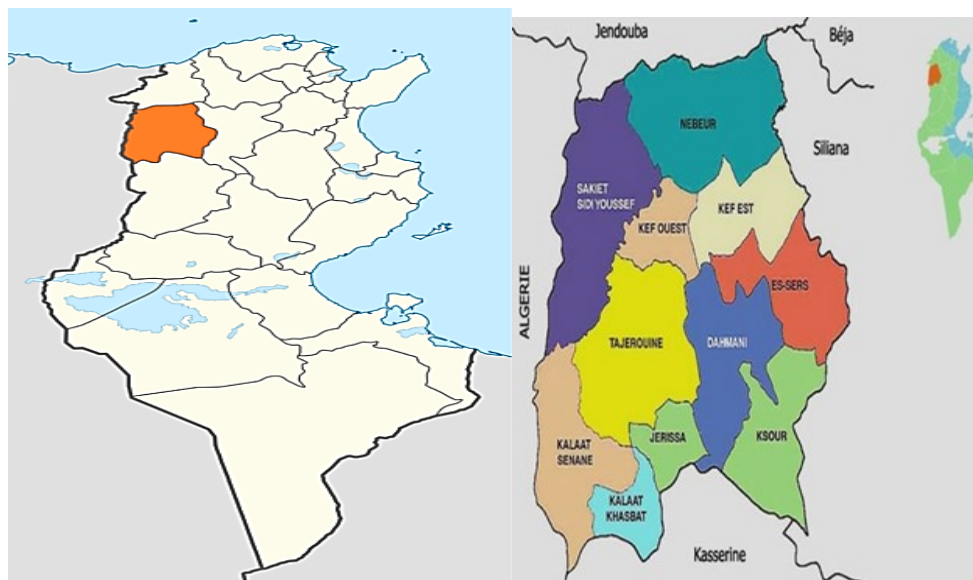 Jendouba
Béja
NEBEUR
Siliana
SAKIET
SIDI YOUSSEF
KEF EST
KEF OUEST
ALGERIE
ES-SERS
TAJEROUINE
DAHMANI
JERISSA
KSOUR
KALAAT
SENANE
KALAAT
KHASBAT
Kasserine